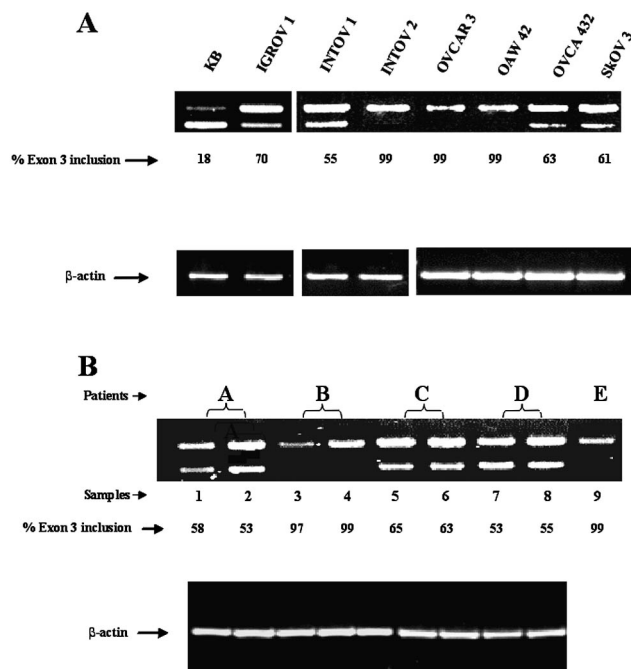 A
KB IGROV 1 INTOV 1 INTOV 2 OVCAR 3 OAW 42 OVCA 432 SkOV 3
% Exon 3 inclusion
18 70 55 99 99 99 63 61
β-actin
B
Patients A B C D E
Samples 1 2 3 4 5 6 7 8 9
% Exon 3 inclusion 58 53 97 99 65 63 53 55 99
β-actin